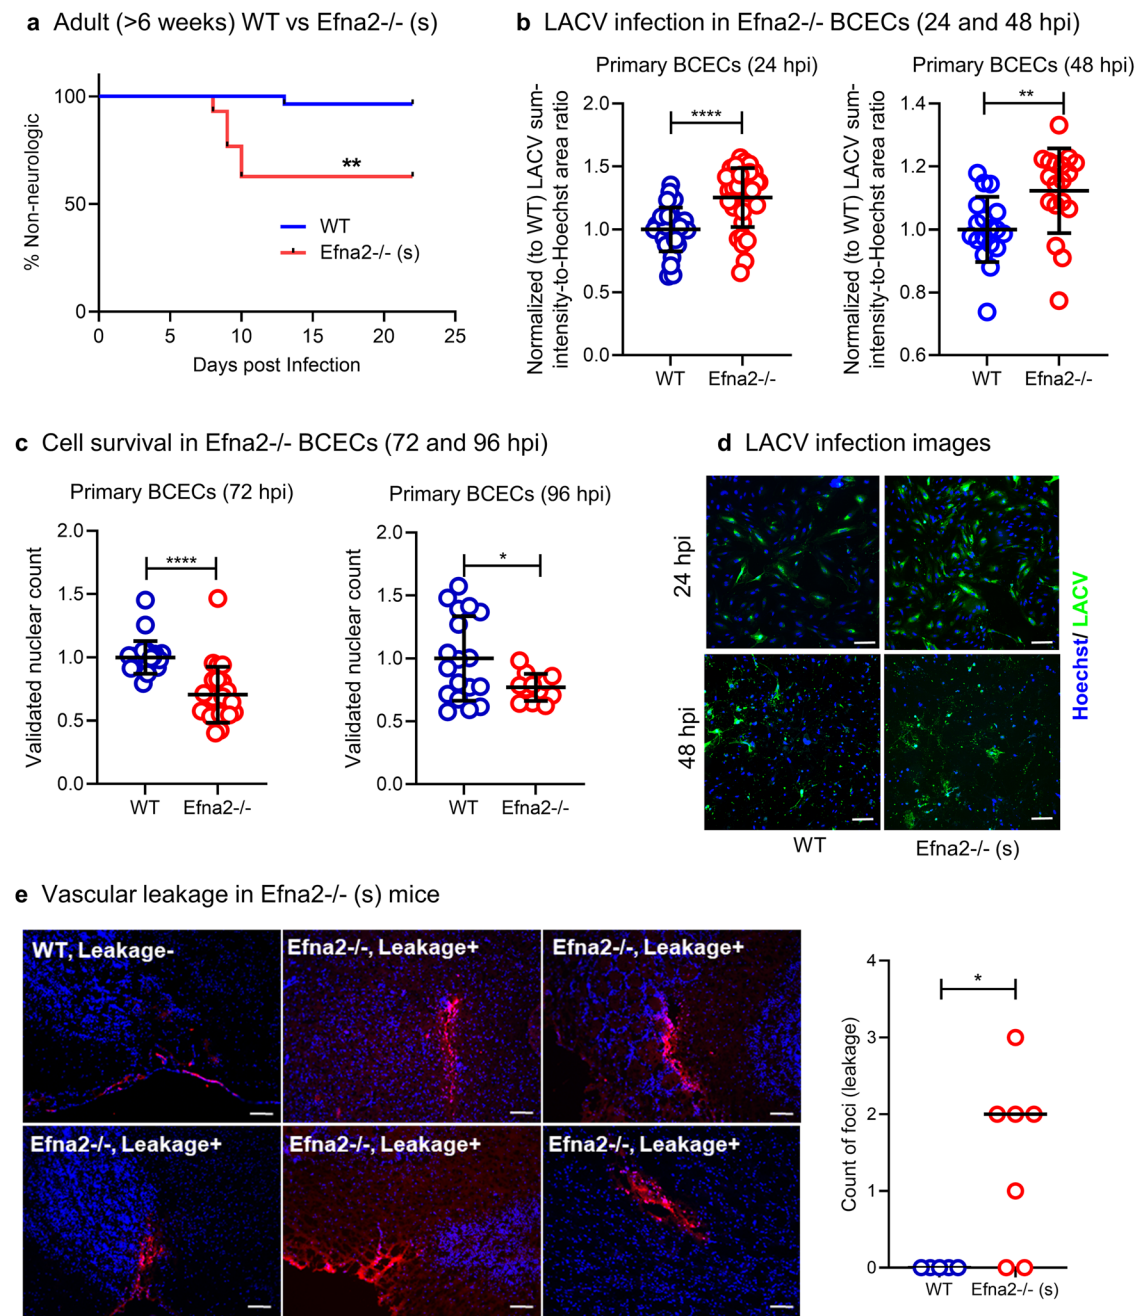 a Adult (>6 weeks) WT vs Efna2-/- (s)
% Non-neurologic
100
50
0
0 5 10 15 20 25
Days post Infection
**
WT
Efna2-/- (s)
b LACV infection in Efna2-/- BCECs (24 and 48 hpi)
Primary BCECs (24 hpi)
Normalized (to WT) LACV sum-
intensity-to-Hoechst area ratio
2.0
1.5
1.0
0.5
0.0
****
WT Efna2-/-
Primary BCECs (48 hpi)
Normalized (to WT) LACV sum-
intensity-to-Hoechst area ratio
1.4
1.2
1.0
0.8
0.6
**
WT Efna2-/-
c Cell survival in Efna2-/- BCECs (72 and 96 hpi)
Primary BCECs (72 hpi)
Validated nuclear count
2.0
1.5
1.0
0.5
0.0
****
WT Efna2-/-
Primary BCECs (96 hpi)
Validated nuclear count
2.0
1.5
1.0
0.5
0.0
*
WT Efna2-/-
d LACV infection images
24 hpi
48 hpi
Hoechst/ LACV
WT Efna2-/- (s)
e Vascular leakage in Efna2-/- (s) mice
WT, Leakage-
Efna2-/-, Leakage+
Efna2-/-, Leakage+
Efna2-/-, Leakage+
Efna2-/-, Leakage+
Efna2-/-, Leakage+
Count of foci (leakage)
4
3
2
1
0
*
WT Efna2-/- (s)